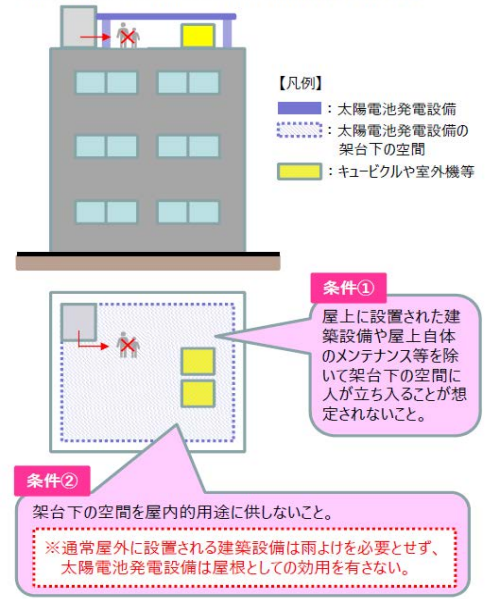 【凡例】
：太陽電池発電設備
：太陽電池発電設備の
架台下の空間
：キュービクルや室外機等
条件①
屋上に設置された建
築設備や屋上自体
のメンテナンス等を除
いて架台下の空間に
人が立ち入ることが想
定されないこと。
条件②
架台下の空間を屋内的用途に供しないこと。
※通常屋外に設置される建築設備は雨よけを必要とせず、
太陽電池発電設備は屋根としての効用を有さない。